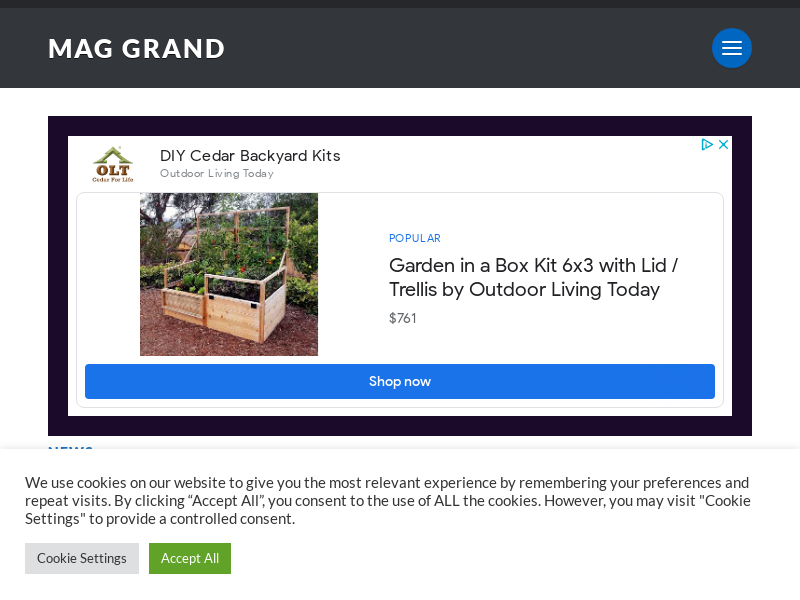 MAG GRAND
OLT
Cedar For Life
DIY Cedar Backyard Kits
Outdoor Living Today
POPULAR
Garden in a Box Kit 6x3 with Lid /
Trellis by Outdoor Living Today
$761
Shop now
NEWS
We use cookies on our website to give you the most relevant experience by remembering your preferences and
repeat visits. By clicking “Accept All”, you consent to the use of ALL the cookies. However, you may visit "Cookie
Settings" to provide a controlled consent.
Cookie Settings
Accept All